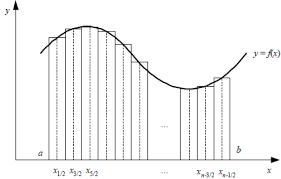 y
y = f(x)
...
a
b
x1/2 x3/2 x5/2 ... xn-3/2 xn-1/2 x